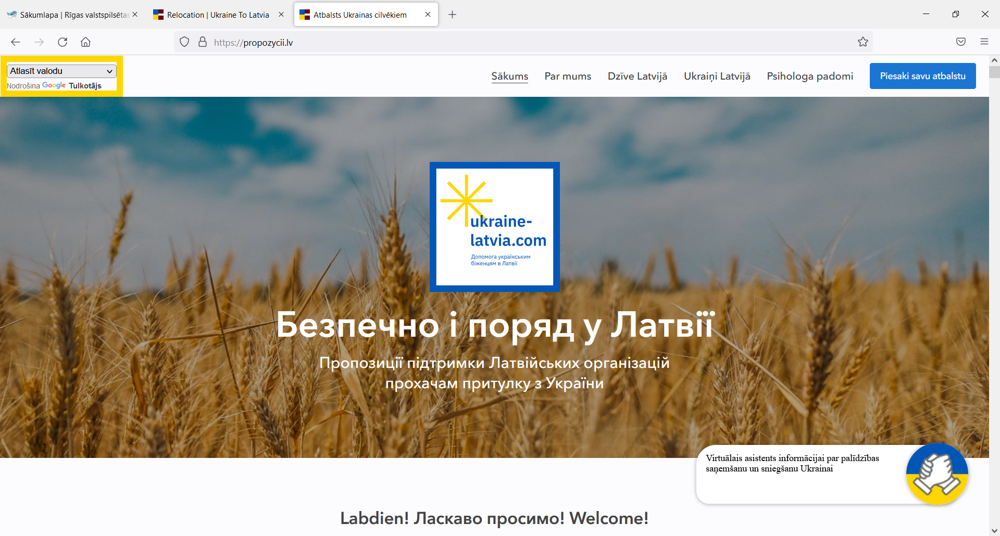 Sākumlapa | Rīgas valstspilsētas
Relocation | Ukraine To Latvia
Atbalsts Ukrainas cilvēkiem
https://propozycii.lv
Atlasīt valodu
Nodrošina Google Tulkotājs
Sākums
Par mums
Dzīve Latvijā
Ukraiņi Latvijā
Psihologa padomi
Piesaki savu atbalstu
ukraine-
latvia.com
Допомога українським
біженцям в Латвії
Безпечно і поряд у Латвії
Пропозиції підтримки Латвійських організацій
прохачам притулку з України
Virtuālais asistents informācijai par palīdzības
saņemšanu un sniegšanu Ukrainai
Labdien! Ласкаво просимо! Welcome!